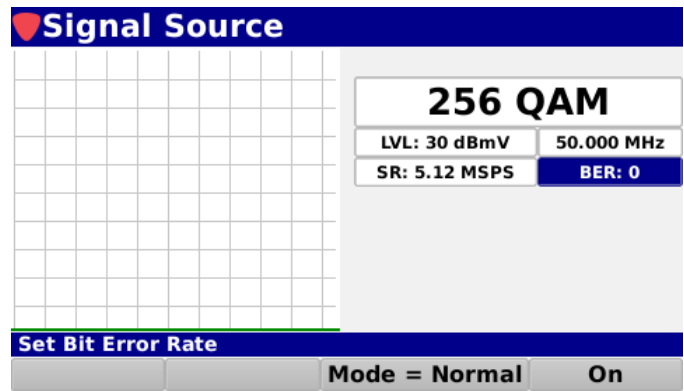 Signal Source
256 QAM
LVL: 30 dBmV 50.000 MHz
SR: 5.12 MSPS BER: 0
Set Bit Error Rate
Mode = Normal On